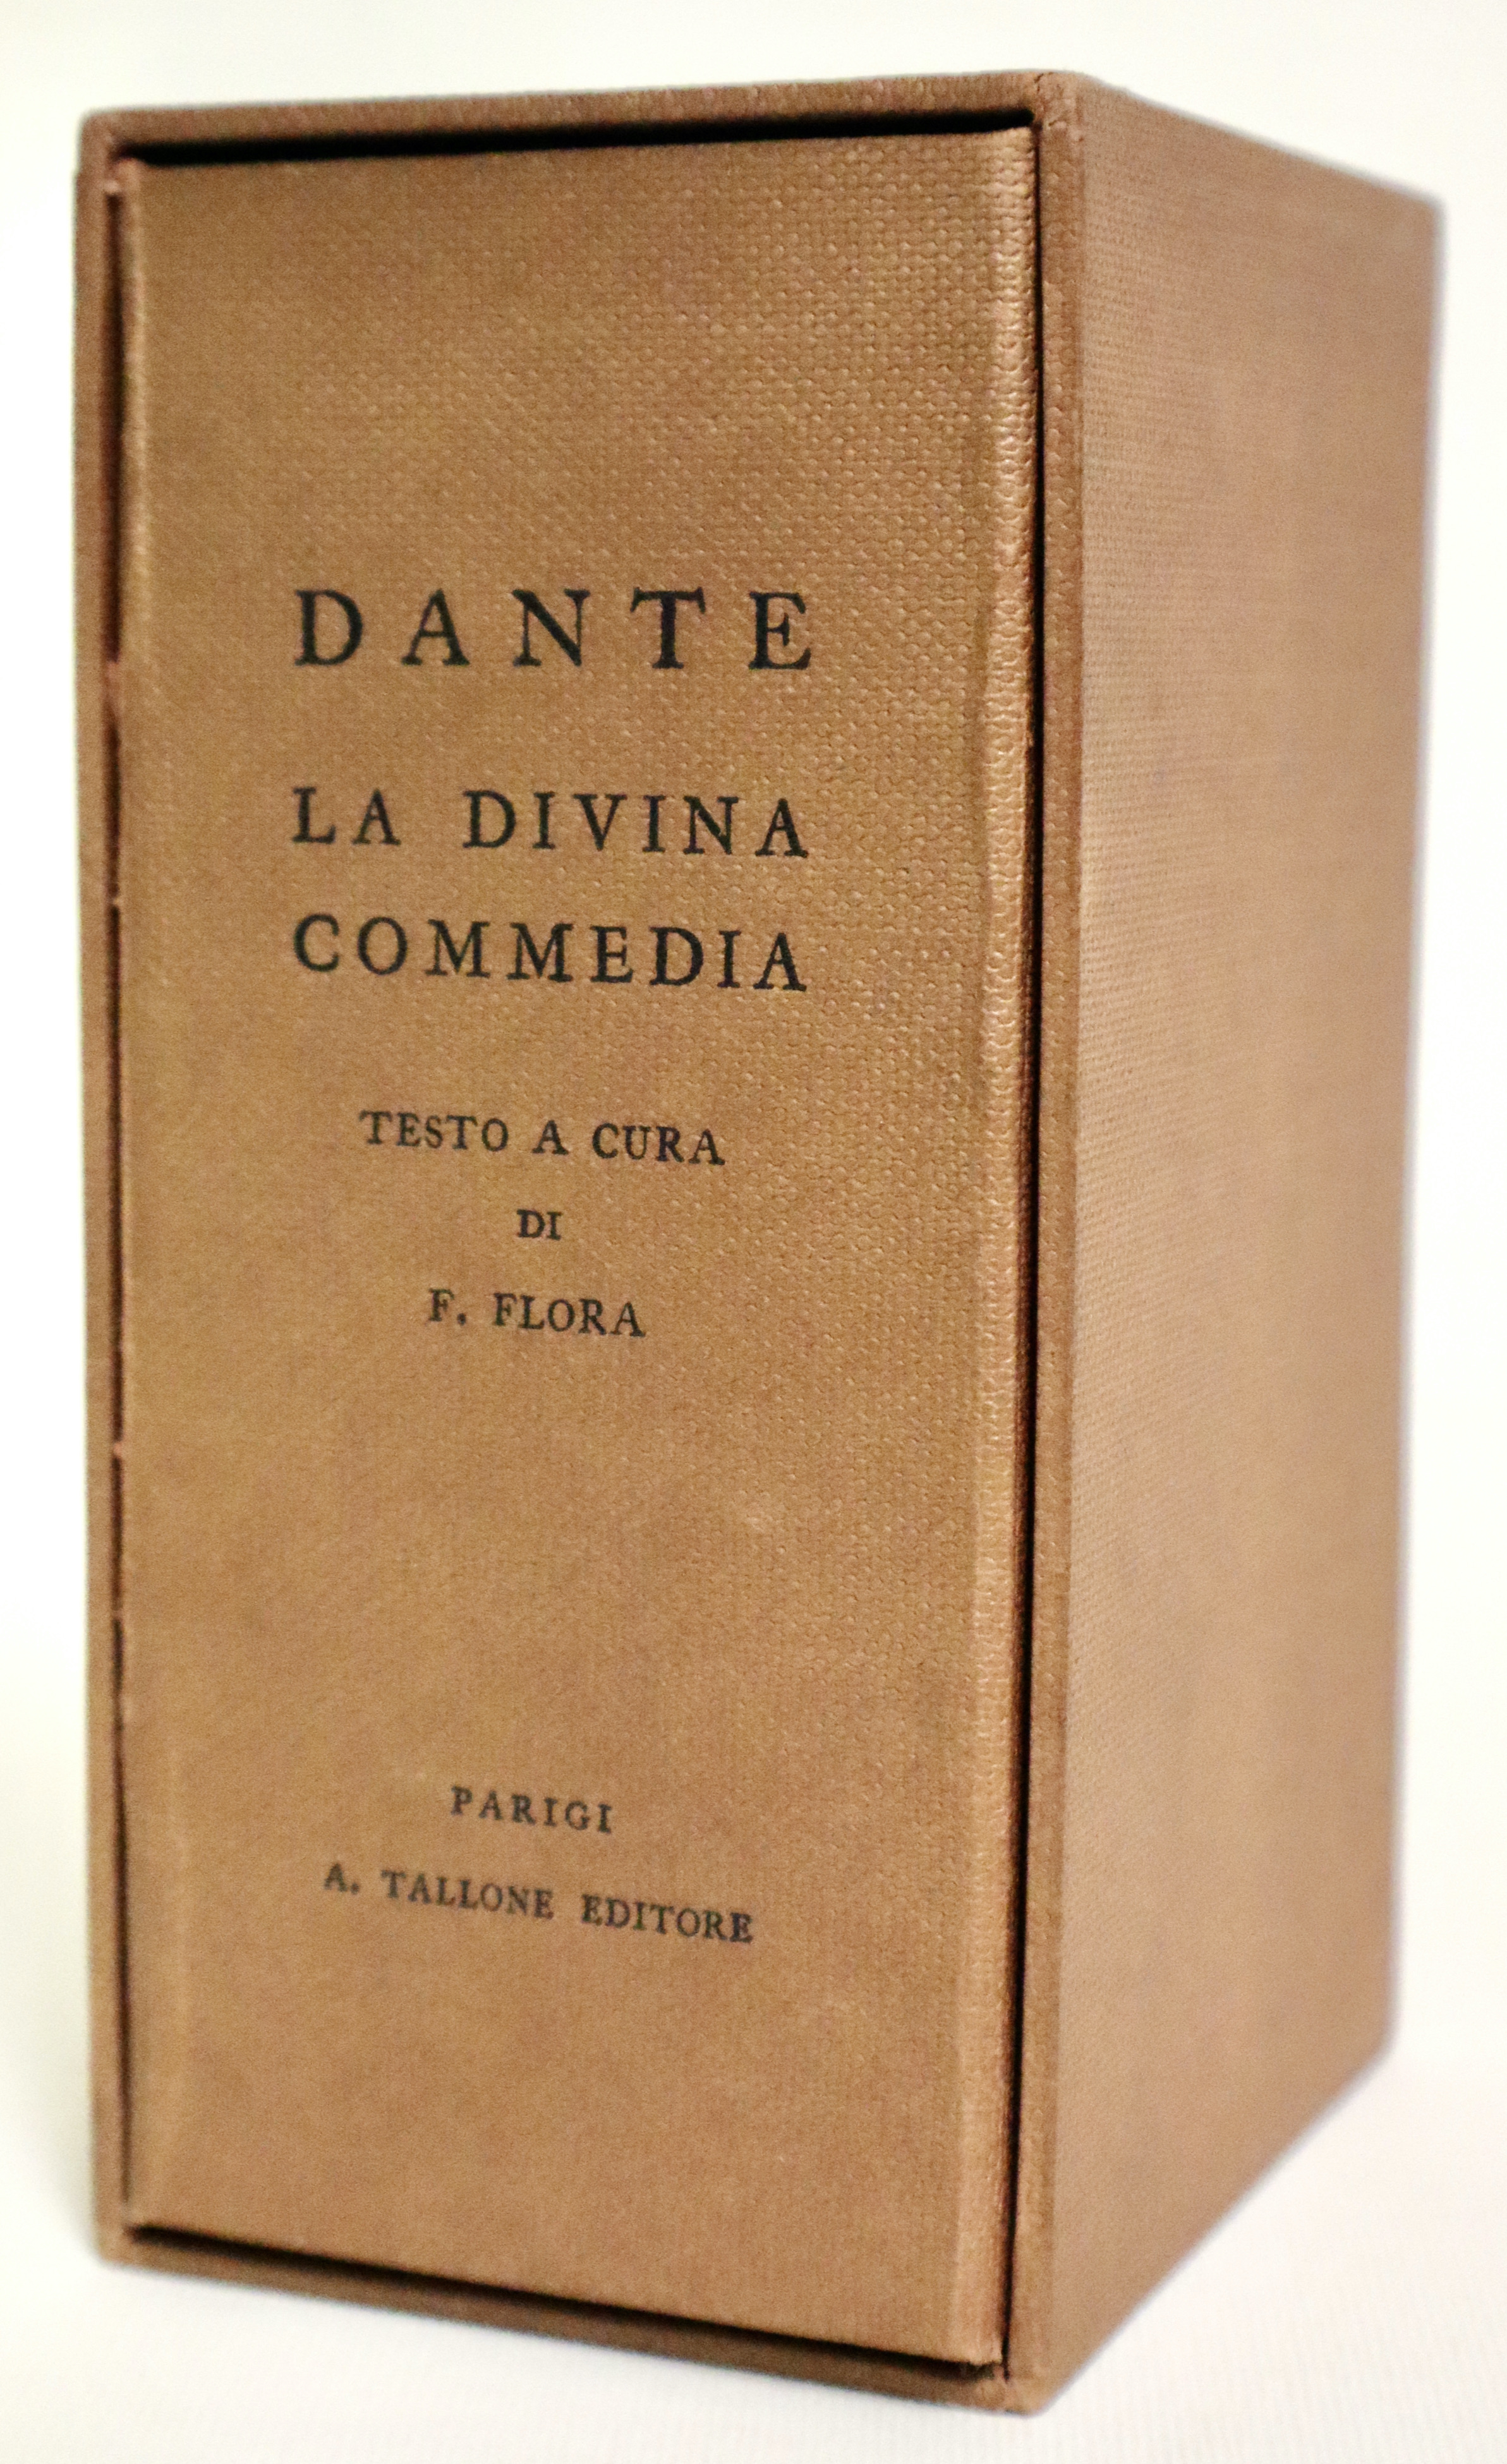 DANTE
LA DIVINA
COMMEDIA
TESTO A CURA
DI
F. FLORA
PARIGI
A. TALLONE EDITORE